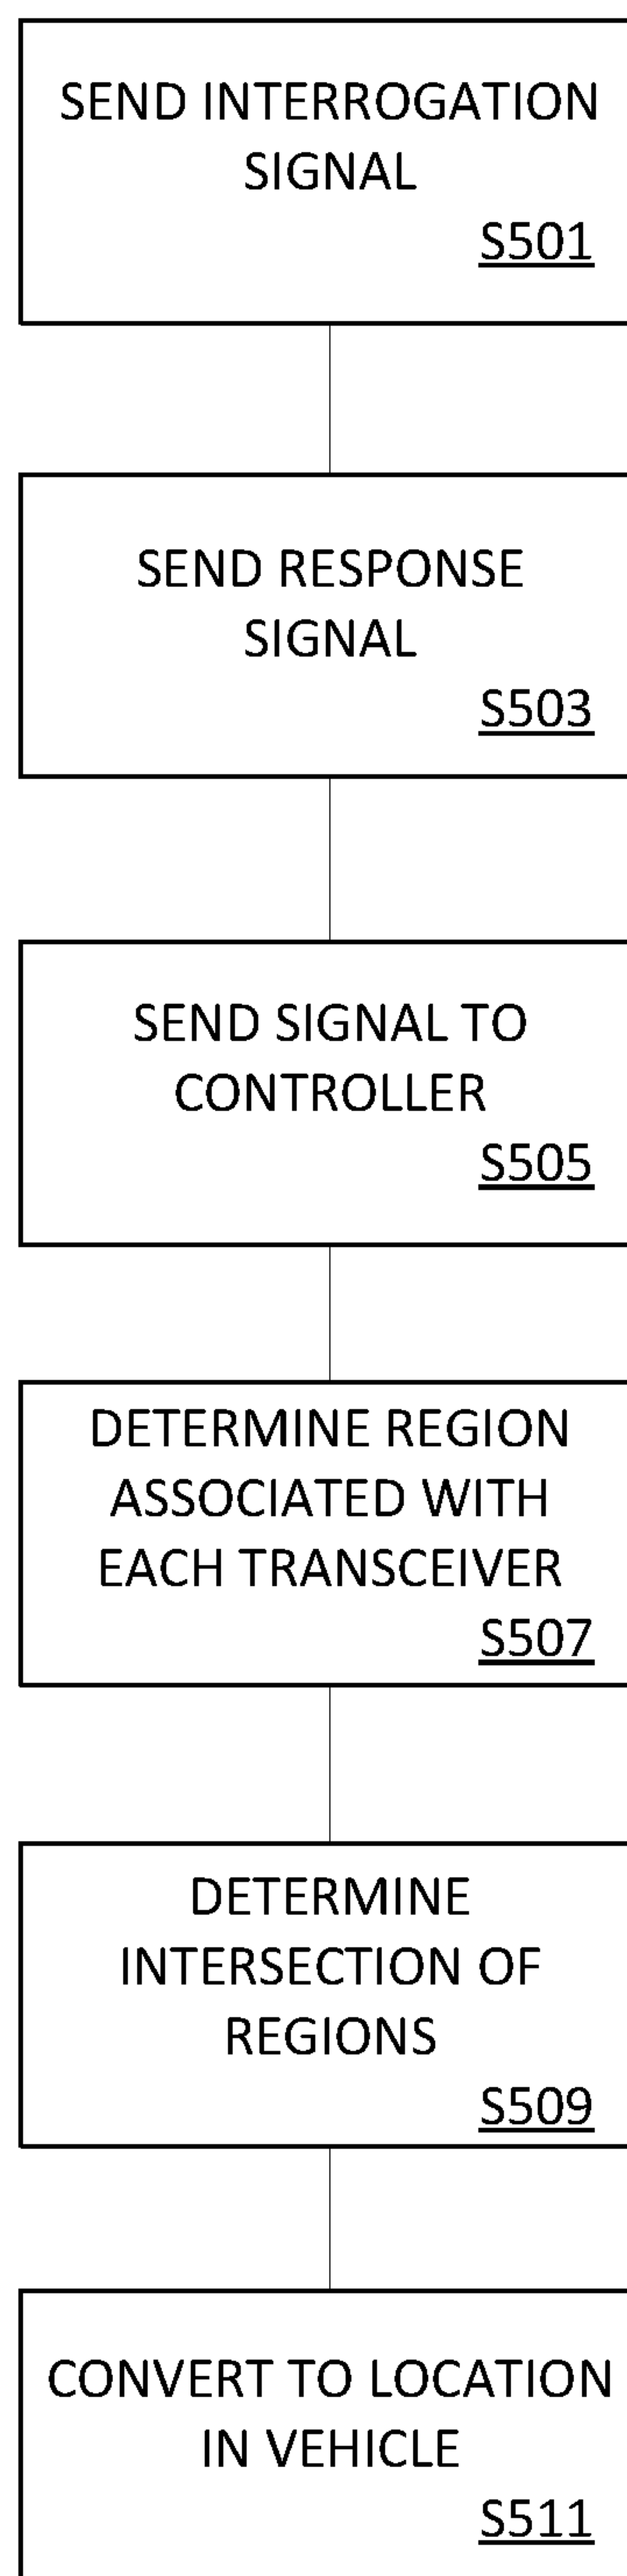 SEND INTERROGATION
SIGNAL
S501
SEND RESPONSE
SIGNAL
S503
SEND SIGNAL TO
CONTROLLER
S505
DETERMINE REGION
ASSOCIATED WITH
EACH TRANSCEIVER
S507
DETERMINE
INTERSECTION OF
REGIONS
S509
CONVERT TO LOCATION
IN VEHICLE
S511